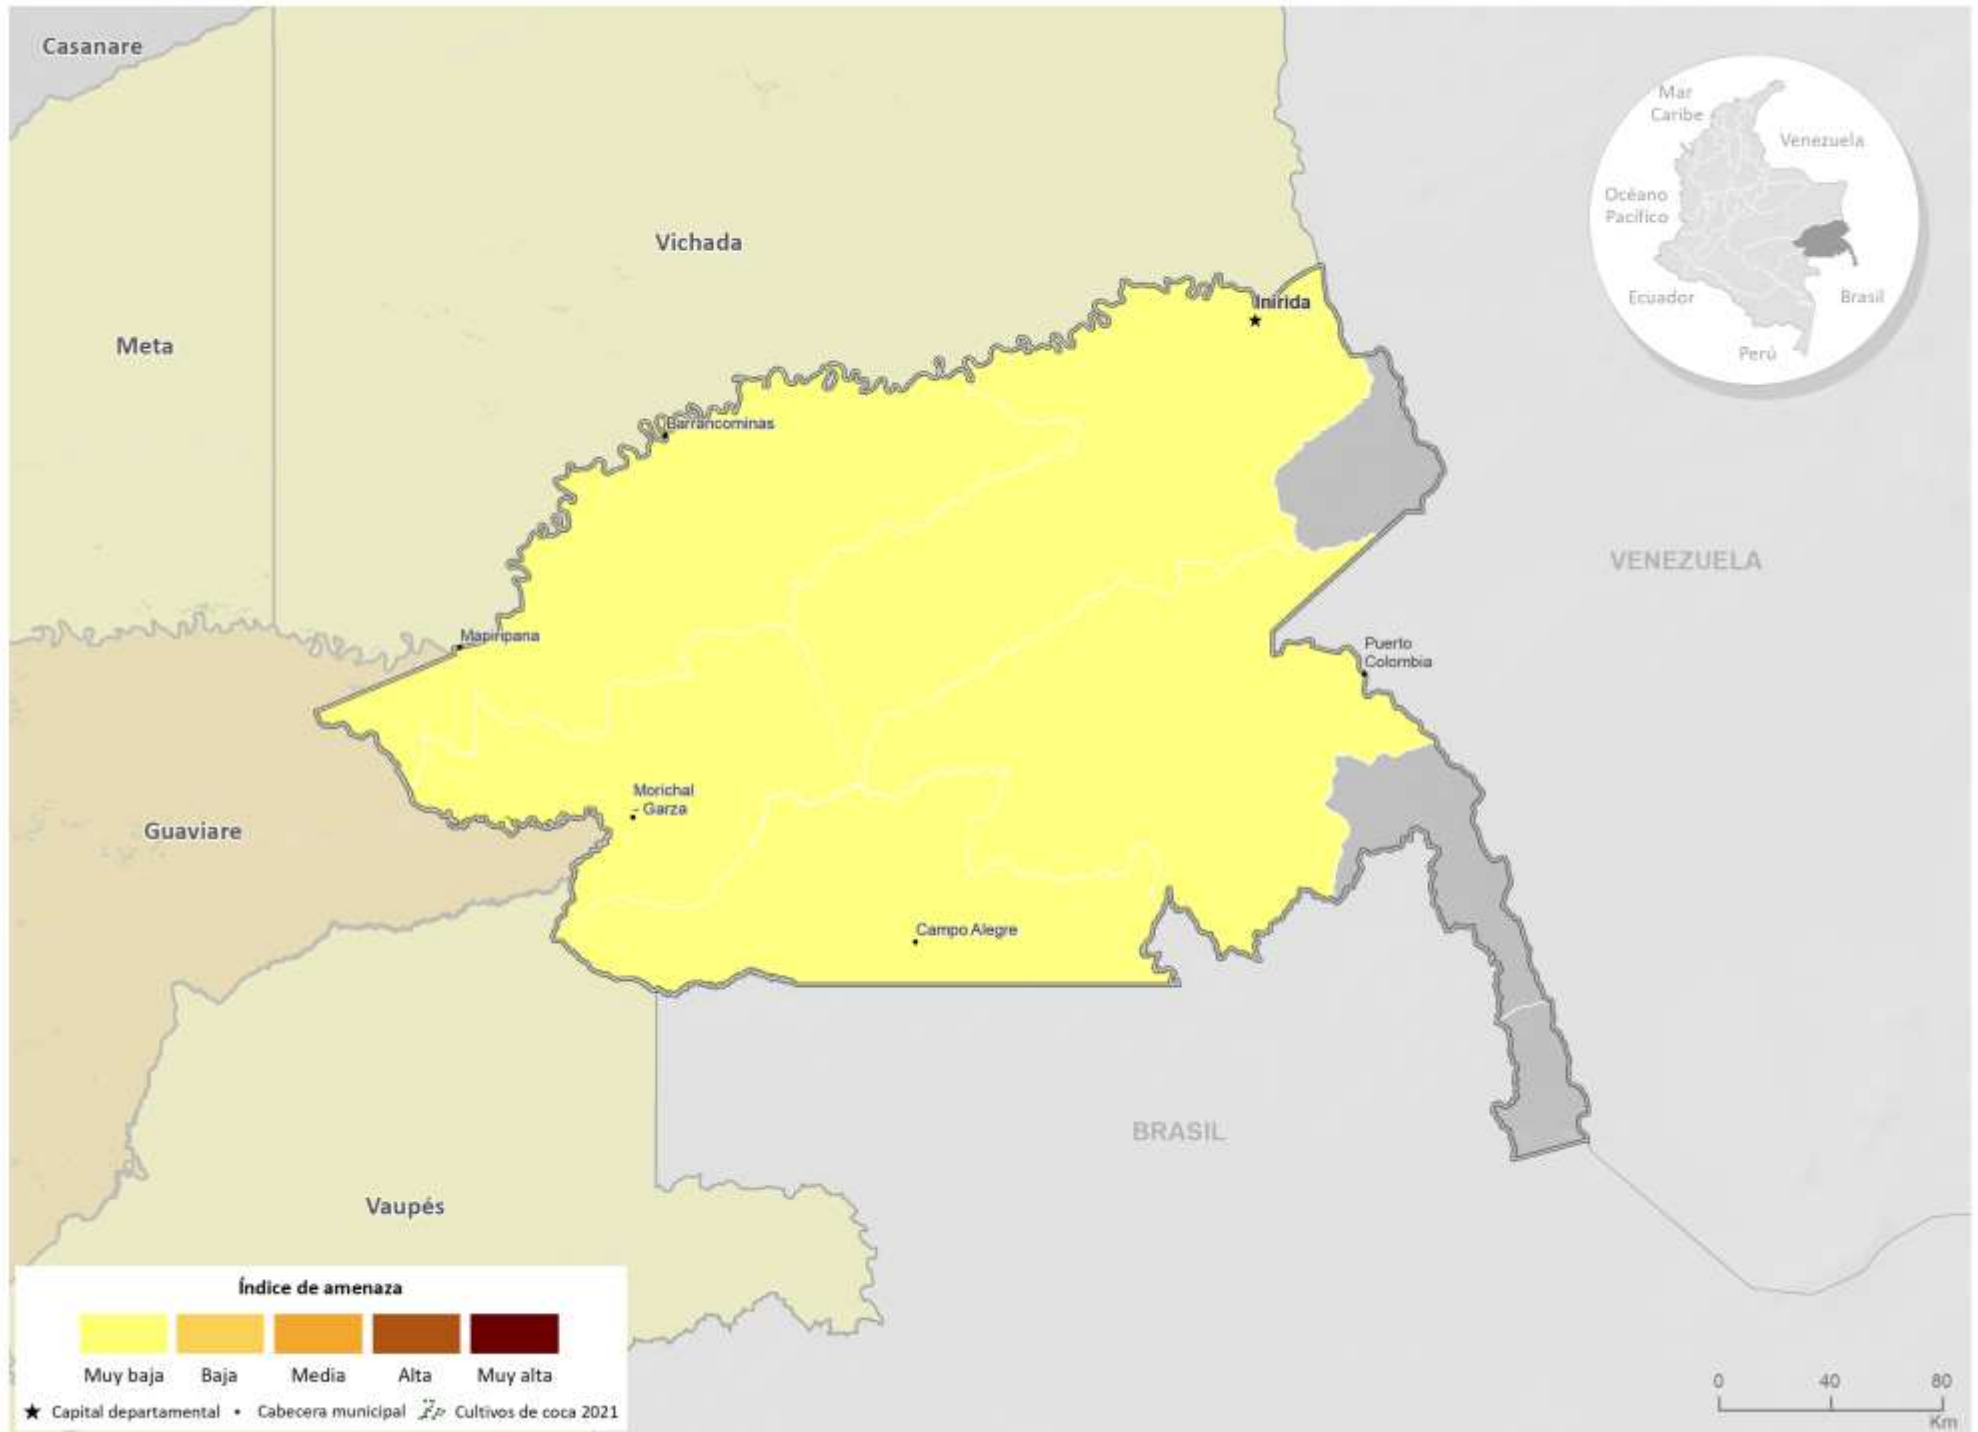 Casanare
Mar
Caribe
Venezuela
Océano
Pacífico
Ecuador
Brasil
Perú
Vichada
Meta
Inírida
Barrancominas
VENEZUELA
Mapiripana
Puerto
Colombia
Morichal
- Garza
Guaviare
Campo Alegre
BRASIL
Vaupés
Índice de amenaza
Muy baja
Baja
Media
Alta
Muy alta
Capital departamental
Cabecera municipal
Cultivos de coca 2021
0 40 80
Km